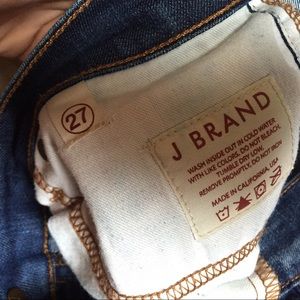 27
J BRAND
WASH INSIDE OUT IN COLD WATER
WITH LIKE COLORS. DO NOT BLEACH.
TUMBLE DRY LOW.
REMOVE PROMPTLY. DO NOT IRON
MADE IN CALIFORNIA, USA